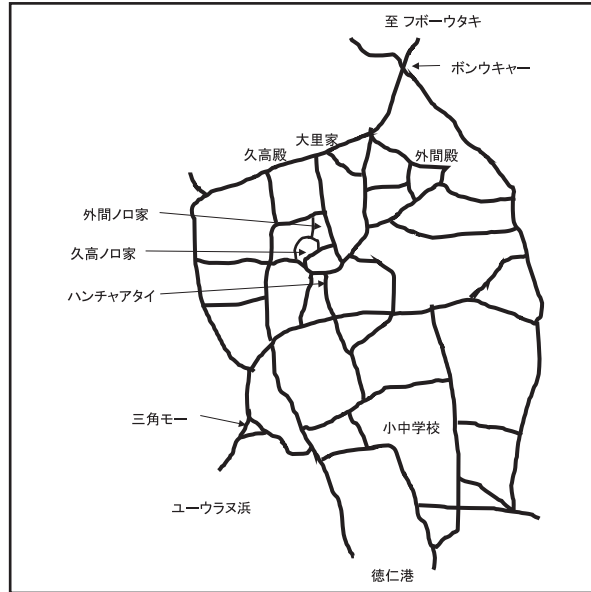 至 フボーウタキ
ボンウキャー
大里家
久高殿
外間殿
外間ノロ家
久高ノロ家
ハンチャアタイ
三角モー
小中学校
ユーウラヌ浜
徳仁港